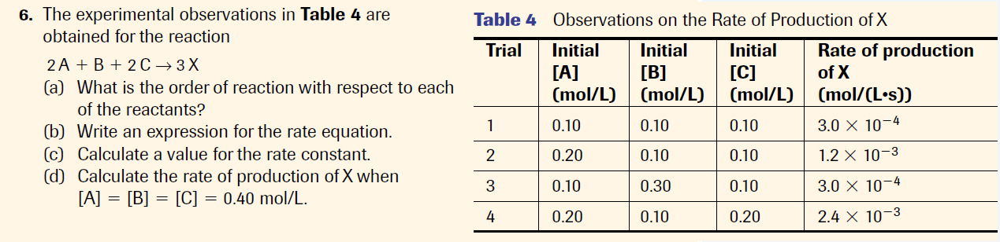 6. The experimental observations in Table 4 are
obtained for the reaction
2 A + B + 2 C → 3 X
(a) What is the order of reaction with respect to each
of the reactants?
(b) Write an expression for the rate equation.
(c) Calculate a value for the rate constant.
(d) Calculate the rate of production of X when
[A] = [B] = [C] = 0.40 mol/L.
Table 4 Observations on the Rate of Production of X
Trial Initial [A] (mol/L) Initial [B] (mol/L) Initial [C] (mol/L) Rate of production of X (mol/(L•s))
1 0.10 0.10 0.10 3.0 × 10⁻⁴
2 0.20 0.10 0.10 1.2 × 10⁻³
3 0.10 0.30 0.10 3.0 × 10⁻⁴
4 0.20 0.10 0.20 2.4 × 10⁻³